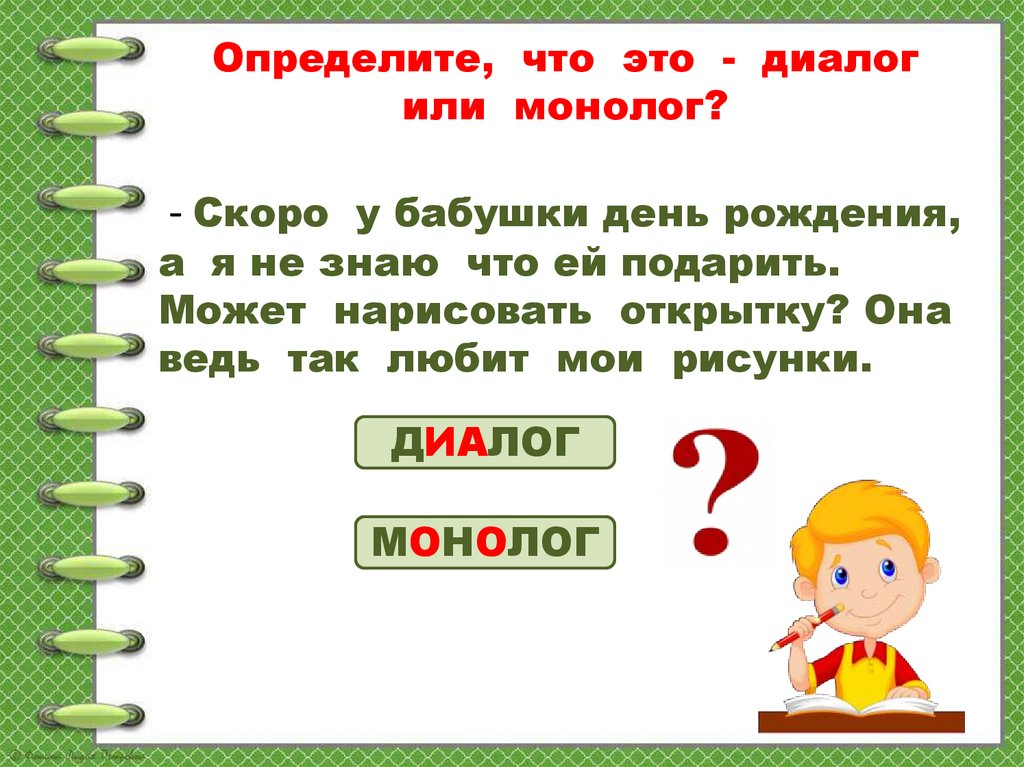 Определите, что это - диалог
или монолог?
- Скоро у бабушки день рождения,
а я не знаю что ей подарить.
Может нарисовать открытку? Она
ведь так любит мои рисунки.
ДИАЛОГ
?
МОНОЛОГ